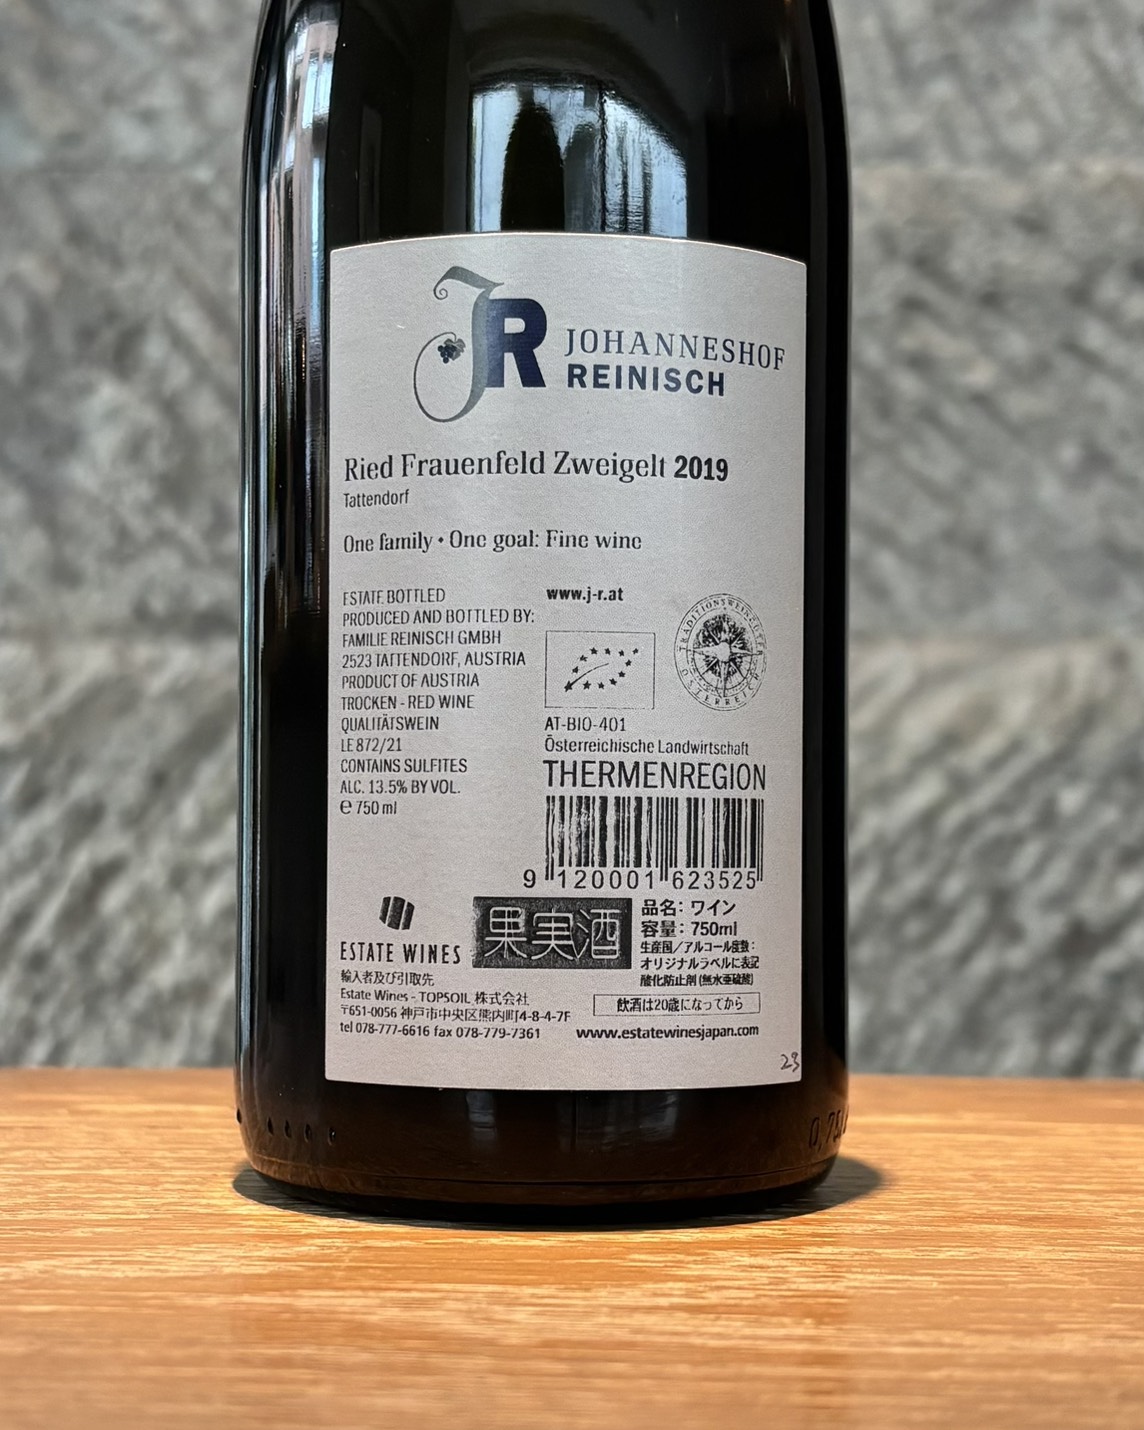 JR JOHANNESHOF
REINISCH
Ried Frauenfeld Zweigelt 2019
Tattendorf
One family • One goal: Fine wine
ESTATE BOTTLED
PRODUCED AND BOTTLED BY:
FAMILIE REINISCH GMBH
2523 TATTENDORF, AUSTRIA
PRODUCT OF AUSTRIA
TROCKEN - RED WINE
QUALITÄTSWEIN
LE 872/21
CONTAINS SULFITES
ALC. 13.5% BY VOL.
e 750 ml
www.j-r.at
TRADITIONSWEINGÜTER
ÖSTERREICH
AT-BIO-401
Österreichische Landwirtschaft
THERMENREGION
9 120001 623525
ESTATE WINES
果実酒
品名：ワイン
容量：750ml
生産国／アルコール度数：
オリジナルラベルに表記
酸化防止剤(無水亜硫酸)
輸入者及び引取先
Estate Wines - TOPSOIL 株式会社
〒651-0056 神戸市中央区熊内町4-8-4-7F
tel 078-777-6616 fax 078-779-7361
飲酒は20歳になってから
www.estatewinesjapan.com
23